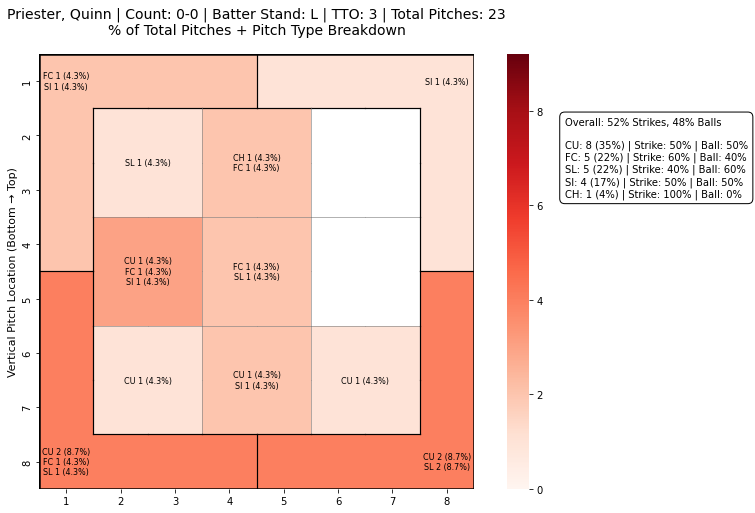 Priester, Quinn | Count: 0-0 | Batter Stand: L | TTO: 3 | Total Pitches: 23
% of Total Pitches + Pitch Type Breakdown
FC 1 (4.3%)
SI 1 (4.3%)
SI 1 (4.3%)
SL 1 (4.3%)
CH 1 (4.3%)
FC 1 (4.3%)
CU 1 (4.3%)
FC 1 (4.3%)
SI 1 (4.3%)
FC 1 (4.3%)
SL 1 (4.3%)
CU 1 (4.3%)
CU 1 (4.3%)
SI 1 (4.3%)
CU 1 (4.3%)
CU 2 (8.7%)
FC 1 (4.3%)
SL 1 (4.3%)
CU 2 (8.7%)
SL 2 (8.7%)
Vertical Pitch Location (Bottom → Top)
1
2
3
4
5
6
7
8
1 2 3 4 5 6 7 8
8
6
4
2
0
Overall: 52% Strikes, 48% Balls
CU: 8 (35%) | Strike: 50% | Ball: 50%
FC: 5 (22%) | Strike: 60% | Ball: 40%
SL: 5 (22%) | Strike: 40% | Ball: 60%
SI: 4 (17%) | Strike: 50% | Ball: 50%
CH: 1 (4%) | Strike: 100% | Ball: 0%